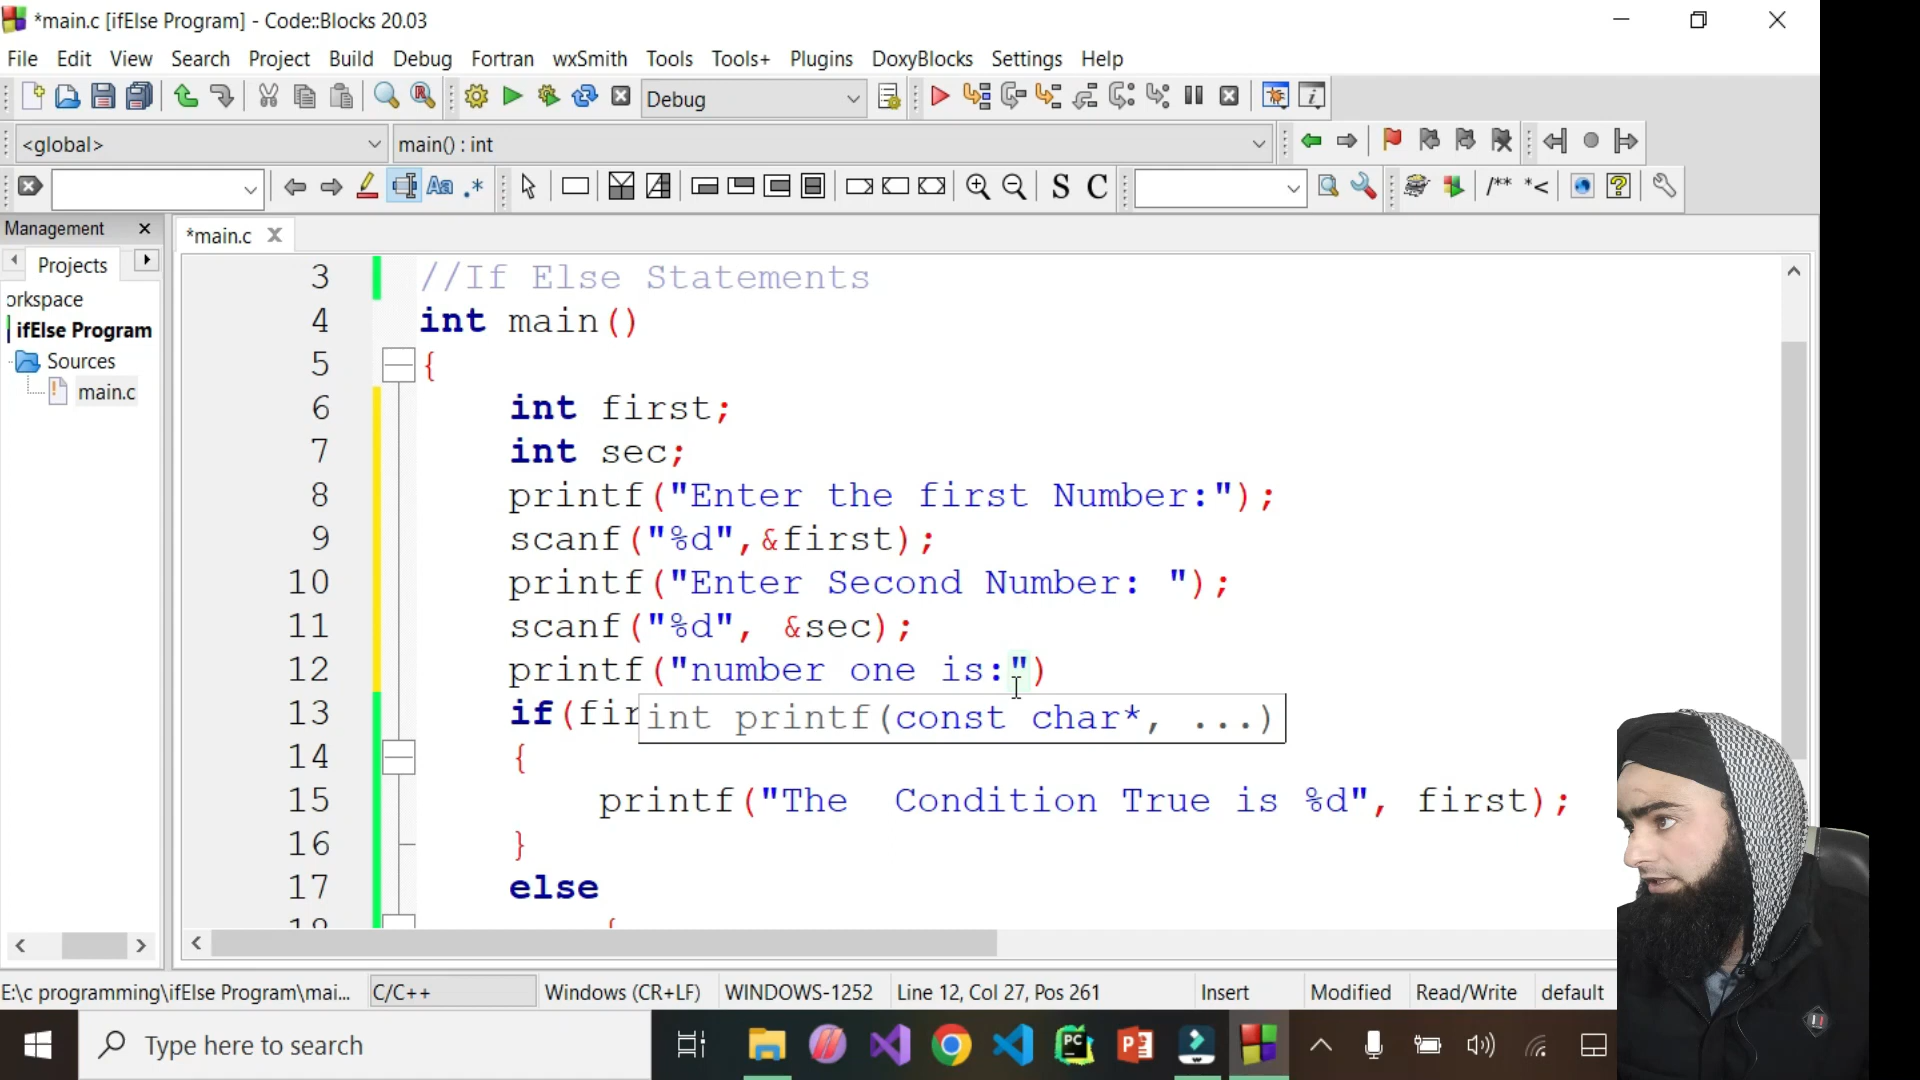 *main.c [ifElse Program] - Code::Blocks 20.03
File Edit View Search Project Build Debug Fortran wxSmith Tools Tools+ Plugins DoxyBlocks Settings Help
Debug
<global> main() : int
Aa .* S C /** *<
Management
*main.c
Projects
orkspace
ifElse Program
Sources
main.c
3 //If Else Statements
4 int main()
5 {
6 int first;
7 int sec;
8 printf("Enter the first Number:");
9 scanf("%d",&first);
10 printf("Enter Second Number: ");
11 scanf("%d", &sec);
12 printf("number one is:")
13 if(fir
int printf(const char*, ...)
14 {
15 printf("The  Condition True is %d", first);
16 }
17 else
18 {
E:\c programming\ifElse Program\mai... C/C++ Windows (CR+LF) WINDOWS-1252 Line 12, Col 27, Pos 261 Insert Modified Read/Write default
Type here to search
PC
P